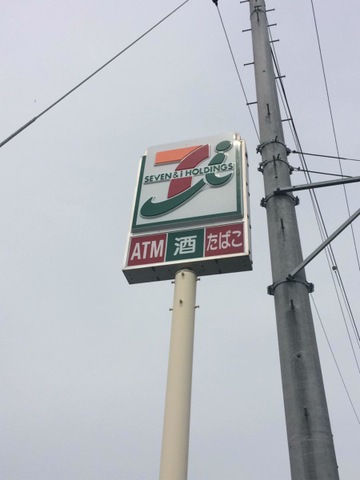 SEVEN & i HOLDINGS
ATM 酒 たばこ